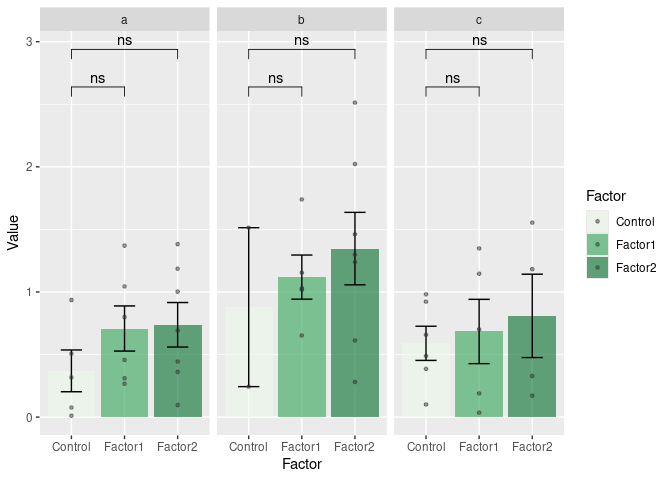 a b c
3
ns ns ns
ns ns ns
2
1
0
Value
Control Factor1 Factor2 Control Factor1 Factor2 Control Factor1 Factor2
Factor
Factor
Control
Factor1
Factor2